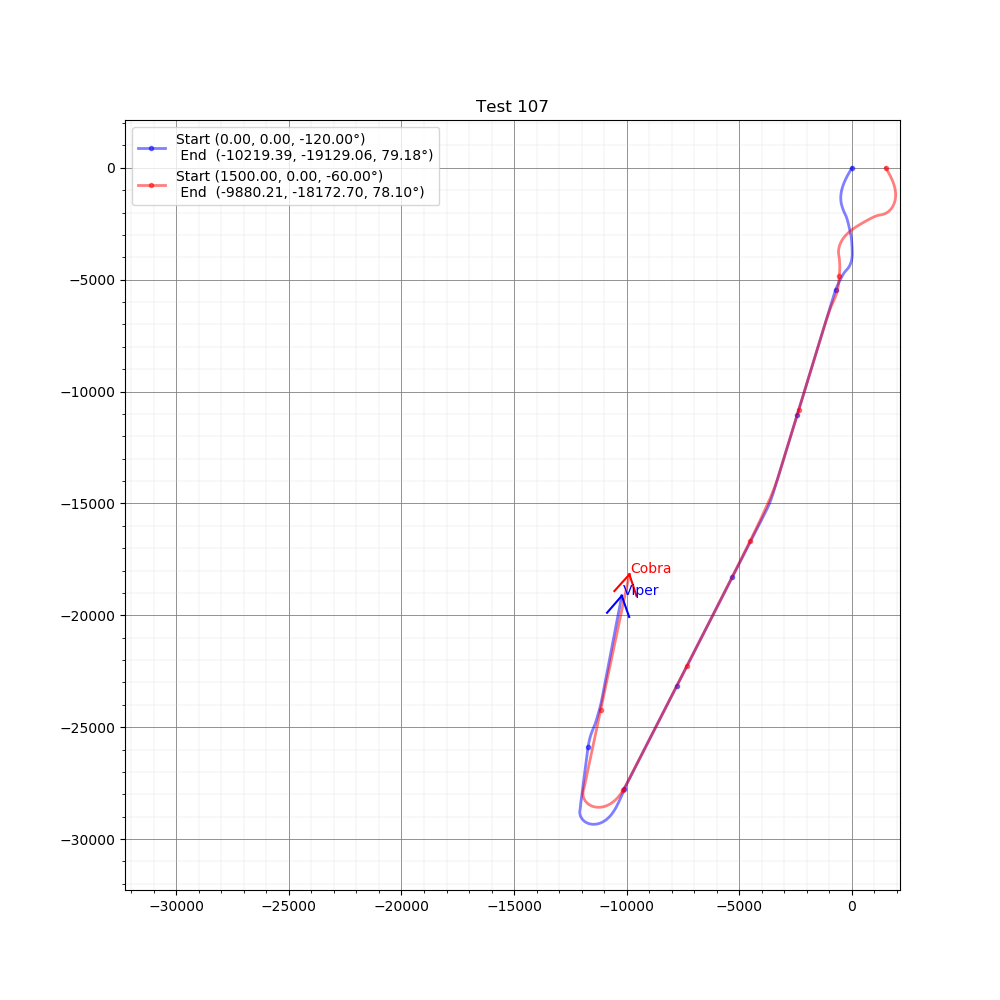 Test 107
Start (0.00, 0.00, -120.00°)
End (-10219.39, -19129.06, 79.18°)
Start (1500.00, 0.00, -60.00°)
End (-9880.21, -18172.70, 78.10°)
0
−5000
−10000
−15000
−20000
−25000
−30000
Cobra
Viper
−30000
−25000
−20000
−15000
−10000
−5000
0